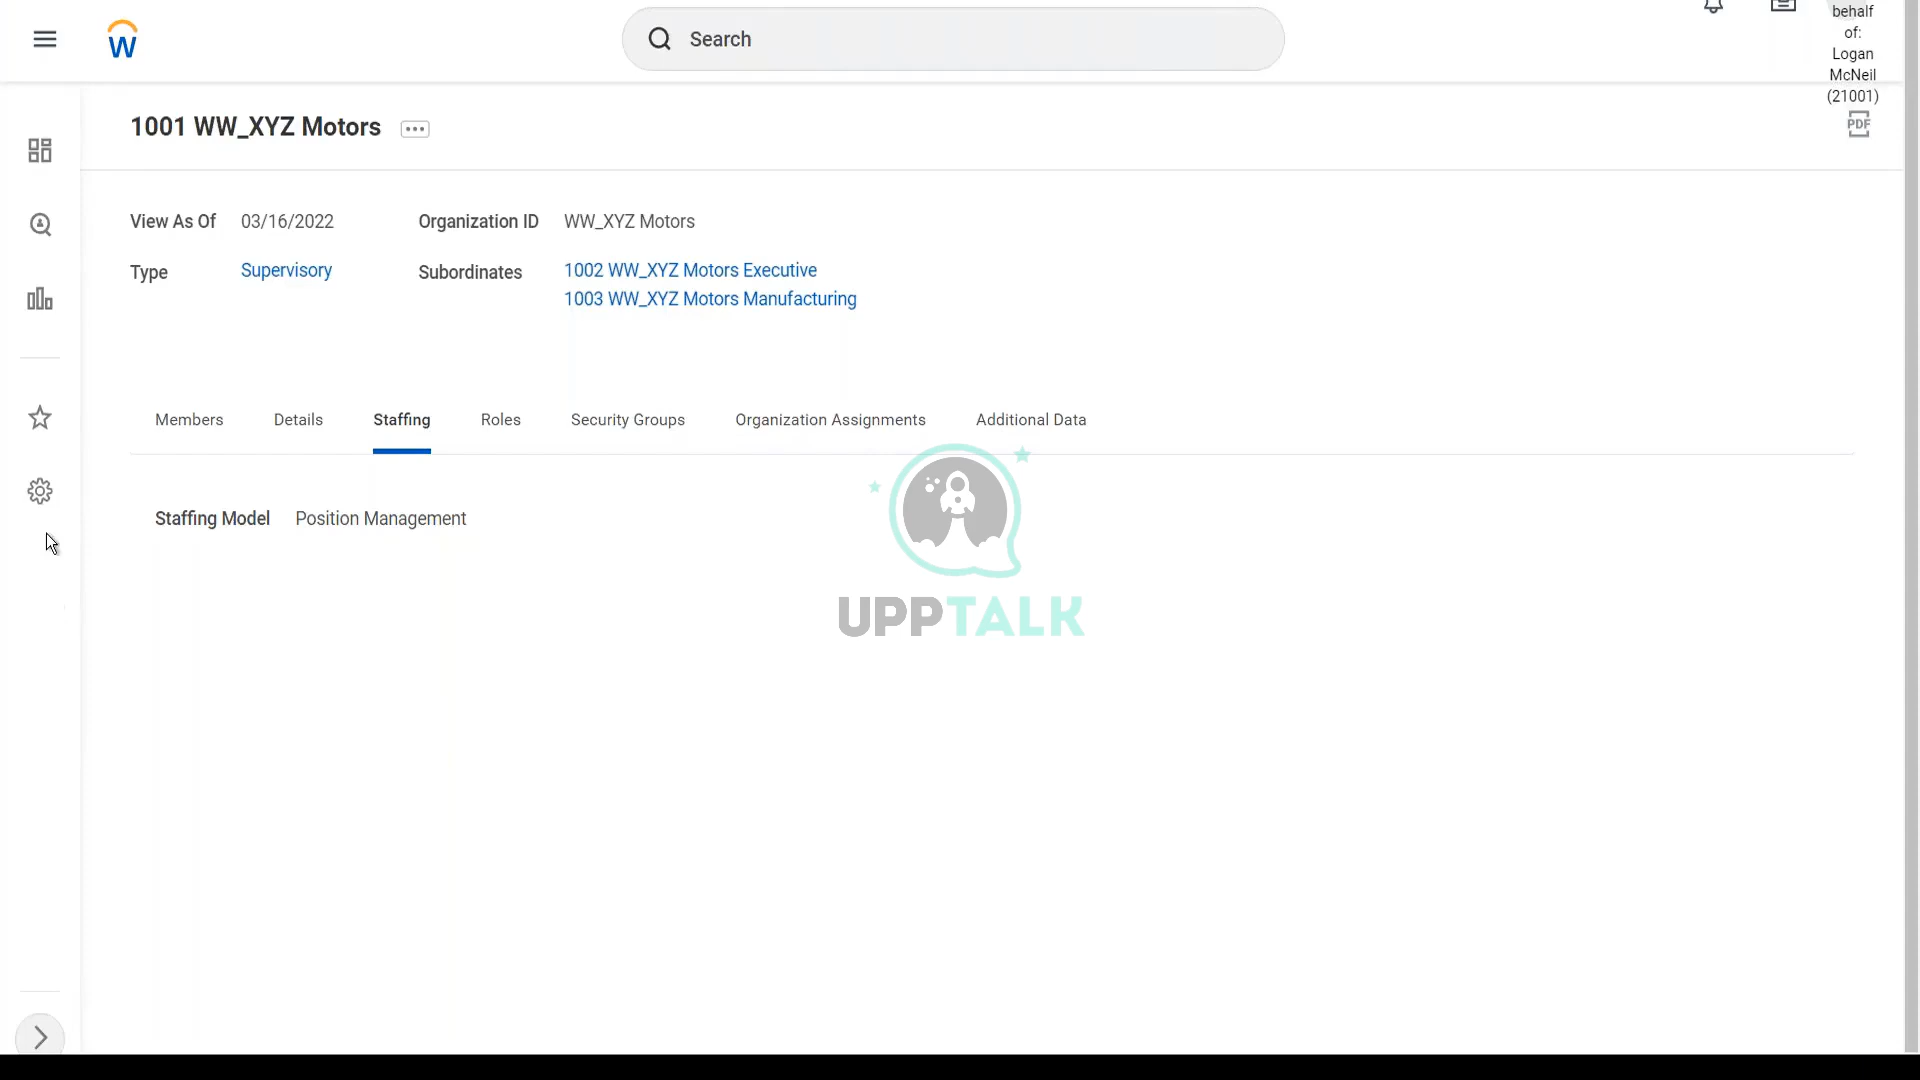 W
Search
behalf
of:
Logan
McNeil
(21001)
1001 WW_XYZ Motors
PDF
View As Of 03/16/2022 Organization ID WW_XYZ Motors
Type Supervisory Subordinates 1002 WW_XYZ Motors Executive
1003 WW_XYZ Motors Manufacturing
Members Details Staffing Roles Security Groups Organization Assignments Additional Data
Staffing Model Position Management
UPPTALK